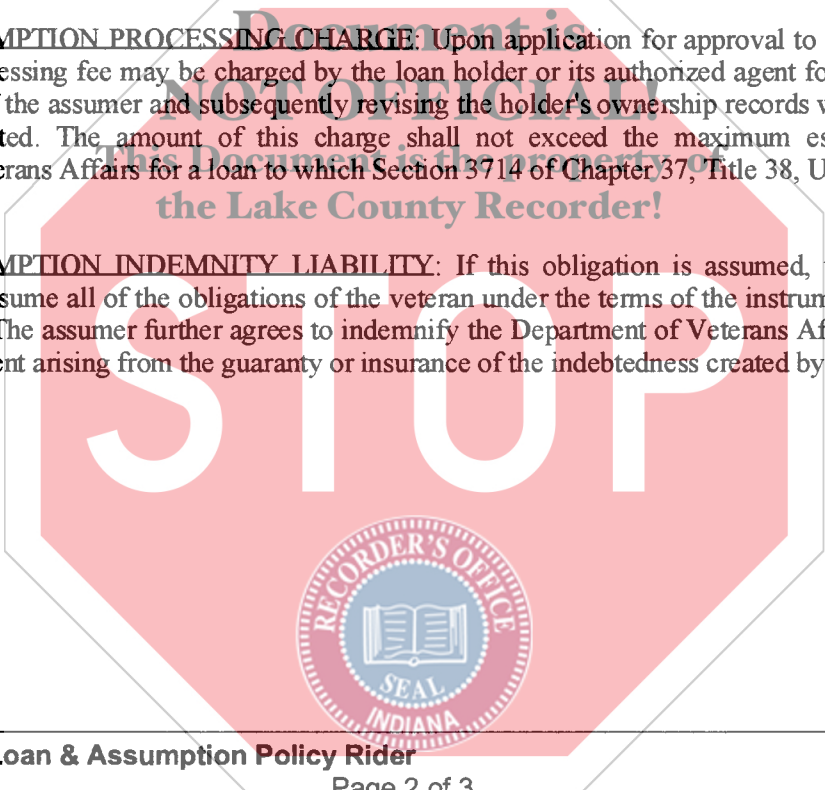 Document is
MPTION PROCESSING CHARGE: Upon application for approval to
essing fee may be charged by the loan holder or its authorized agent fo
NOT OFFICIAL!
f the assumer and subsequently revising the holder's ownership records w
ted. The amount of this charge shall not exceed the maximum es
This Document is the property of
erans Affairs for a loan to which Section 3714 of Chapter 37, Title 38, U
the Lake County Recorder!
MPTION INDEMNITY LIABILITY: If this obligation is assumed,
sume all of the obligations of the veteran under the terms of the instrum
The assumer further agrees to indemnify the Department of Veterans Af
ent arising from the guaranty or insurance of the indebtedness created by
STOP
RECORDER'S OFFICE
SEAL
INDIANA
Loan & Assumption Policy Rider
Page 2 of 3